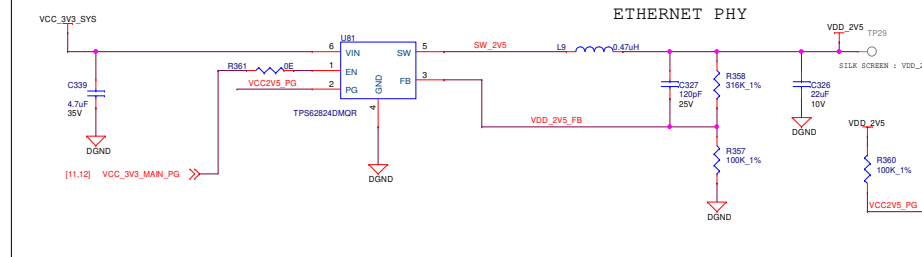 ETHERNET PHY
VCC_3V3_SYS
VDD_2V5
TP29
U81
6 VIN SW 5 SW_2V5 L9 0.47uH
SILK SCREEN : VDD_2
R361 0E 1 EN FB 3
VCC2V5_PG 2 PG
GND
4
TPS62824DMQR
C339
4.7uF
35V
DGND
C327
120pF
25V
R358
316K_1%
C326
22uF
10V
DGND
VDD_2V5_FB
VDD_2V5
R357
100K_1%
R360
100K_1%
[11,12] VCC_3V3_MAIN_PG
DGND
VCC2V5_PG
DGND